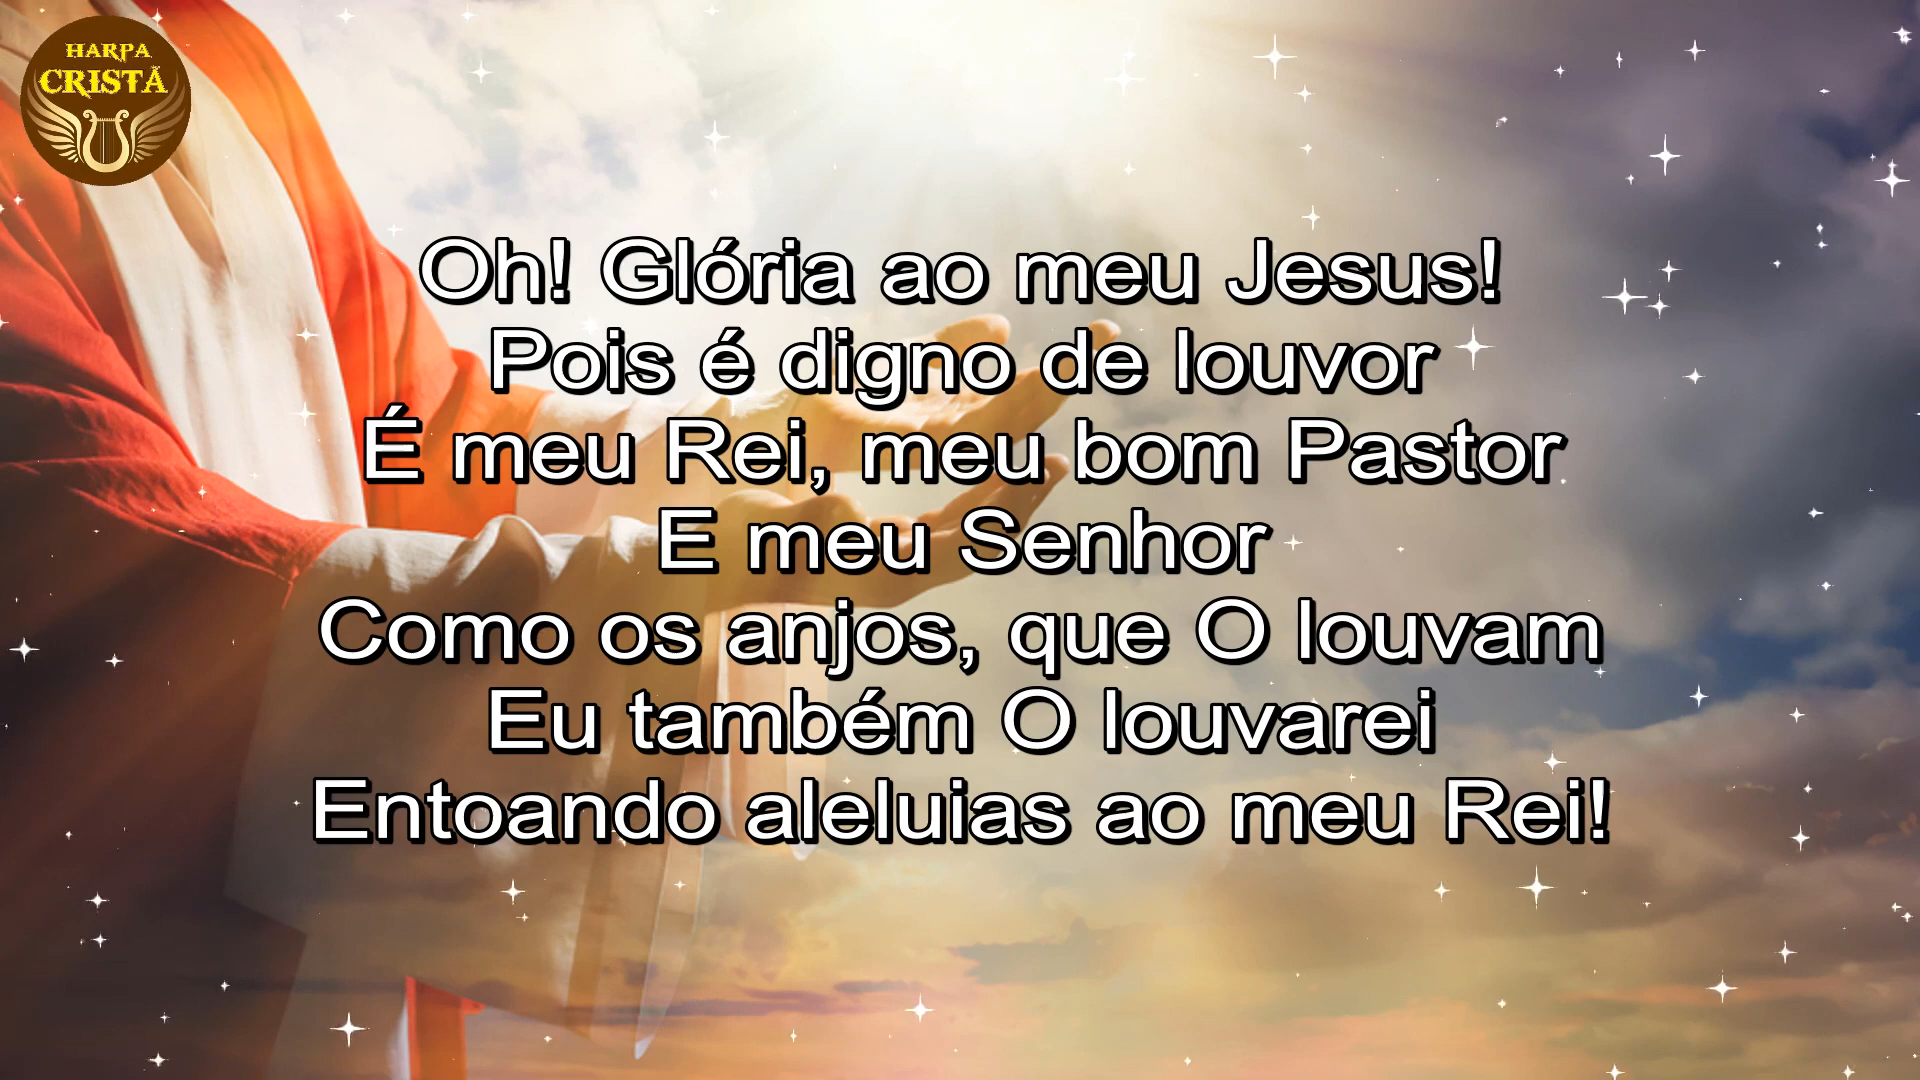 HARPA
CRISTÃ
Oh! Glória ao meu Jesus!
Pois é digno de louvor
É meu Rei, meu bom Pastor
E meu Senhor
Como os anjos, que O louvam
Eu também O louvarei
Entoando aleluias ao meu Rei!